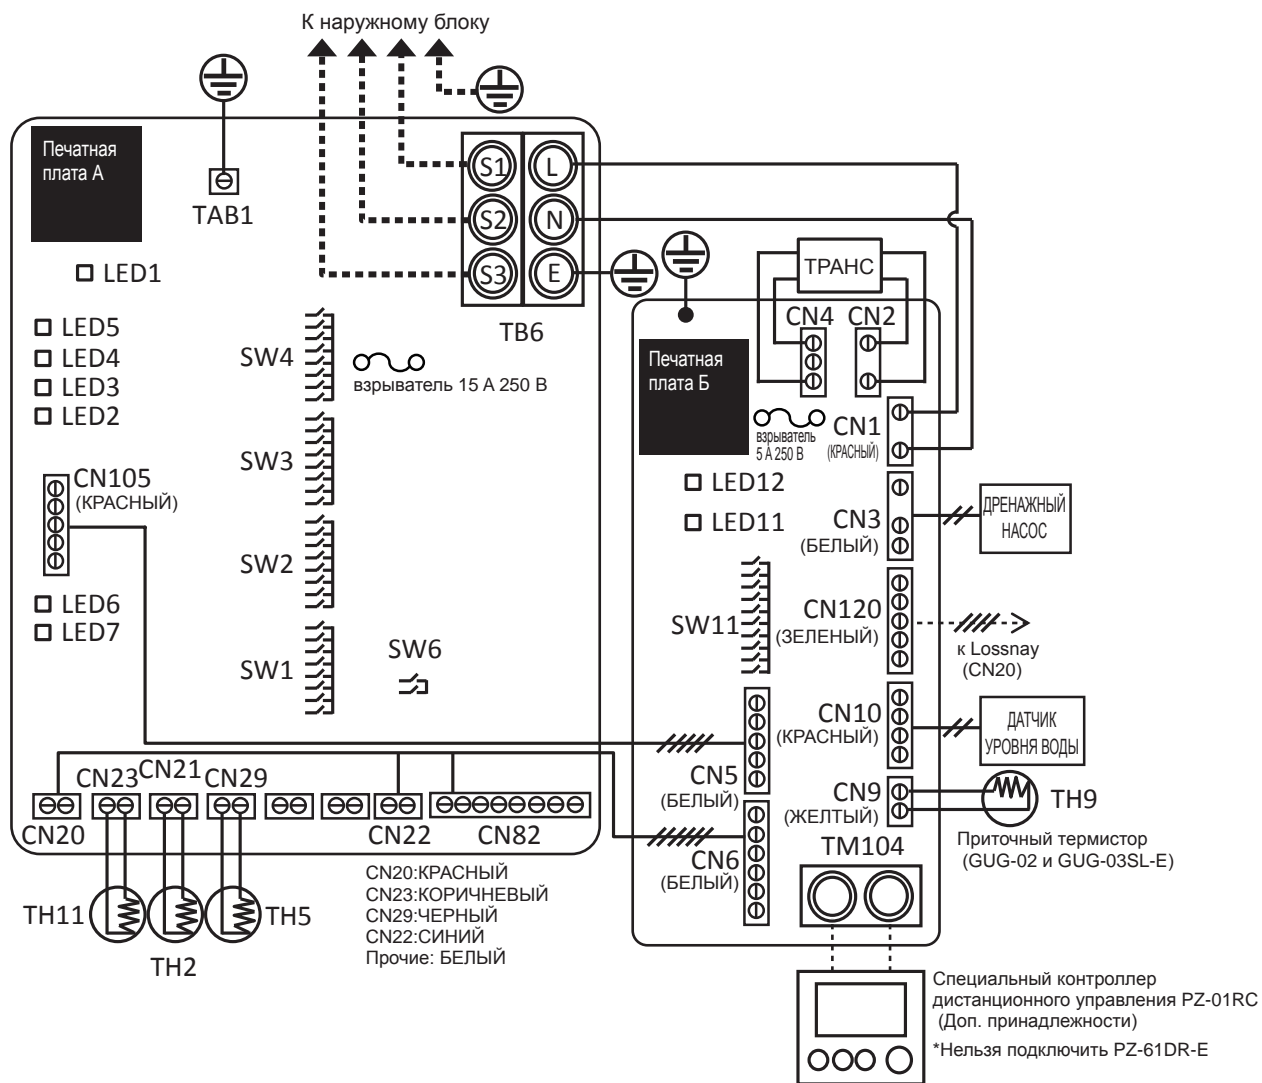 К наружному блоку
Печатная
плата А
TAB1
S1
L
S2
N
S3
E
TB6
LED1
LED5
LED4
LED3
LED2
SW4
взрыватель 15 А 250 В
SW3
CN105
(КРАСНЫЙ)
SW2
LED6
LED7
SW1
SW6
CN23
CN21
CN29
CN20
CN22
CN82
TH11
TH2
TH5
CN20:КРАСНЫЙ
CN23:КОРИЧНЕВЫЙ
CN29:ЧЕРНЫЙ
CN22:СИНИЙ
Прочие: БЕЛЫЙ
ТРАНС
CN4
CN2
Печатная
плата Б
взрыватель
5 А 250 В
CN1
(КРАСНЫЙ)
LED12
LED11
CN3
(БЕЛЫЙ)
ДРЕНАЖНЫЙ
НАСОС
SW11
CN120
(ЗЕЛЕНЫЙ)
к Lossnay
(CN20)
CN10
(КРАСНЫЙ)
ДАТЧИК
УРОВНЯ ВОДЫ
CN5
(БЕЛЫЙ)
CN9
(ЖЕЛТЫЙ)
TH9
Приточный термистор
(GUG-02 и GUG-03SL-E)
CN6
(БЕЛЫЙ)
TM104
Специальный контроллер
дистанционного управления PZ-01RC
(Доп. принадлежности)
*Нельзя подключить PZ-61DR-E